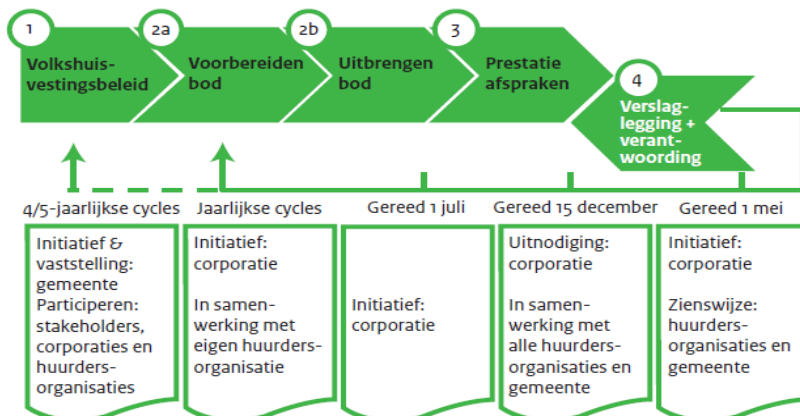 1
2a
2b
3
4
Volkshuis-
vestingsbeleid
Voorbereiden
bod
Uitbrengen
bod
Prestatie
afspraken
Verslag-
legging +
verant-
woording
4/5-jaarlijkse cycles
Jaarlijkse cycles
Gereed 1 juli
Gereed 15 december
Gereed 1 mei
Initiatief &
vaststelling:
gemeente
Participeren:
stakeholders,
corporaties en
huurders-
organisaties
Initiatief:
corporatie
In samen-
werking met
eigen huurders-
organisatie
Initiatief:
corporatie
Uitnodiging:
corporatie
In samen-
werking met
alle huurders-
organisaties en
gemeente
Initiatief:
corporatie
Zienswijze:
huurders-
organisaties en
gemeente